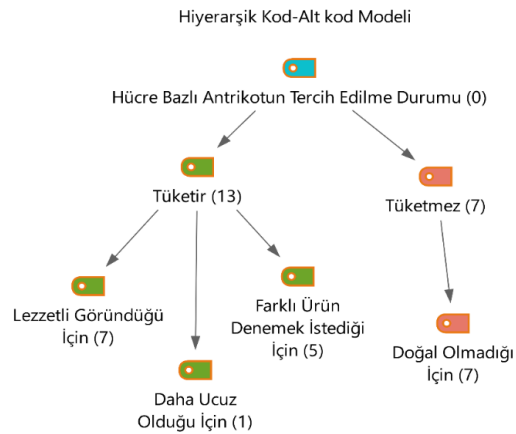 Hiyerarşik Kod-Alt kod Modeli
Hücre Bazlı Antrikotun Tercih Edilme Durumu (0)
Tüketir (13)
Tüketmez (7)
Lezzetli Göründüğü
İçin (7)
Farklı Ürün
Denemek İstediği
İçin (5)
Doğal Olmadığı
İçin (7)
Daha Ucuz
Olduğu İçin (1)